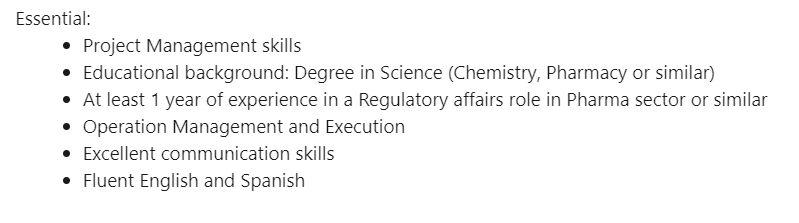 Essential:
• Project Management skills
• Educational background: Degree in Science (Chemistry, Pharmacy or similar)
• At least 1 year of experience in a Regulatory affairs role in Pharma sector or similar
• Operation Management and Execution
• Excellent communication skills
• Fluent English and Spanish